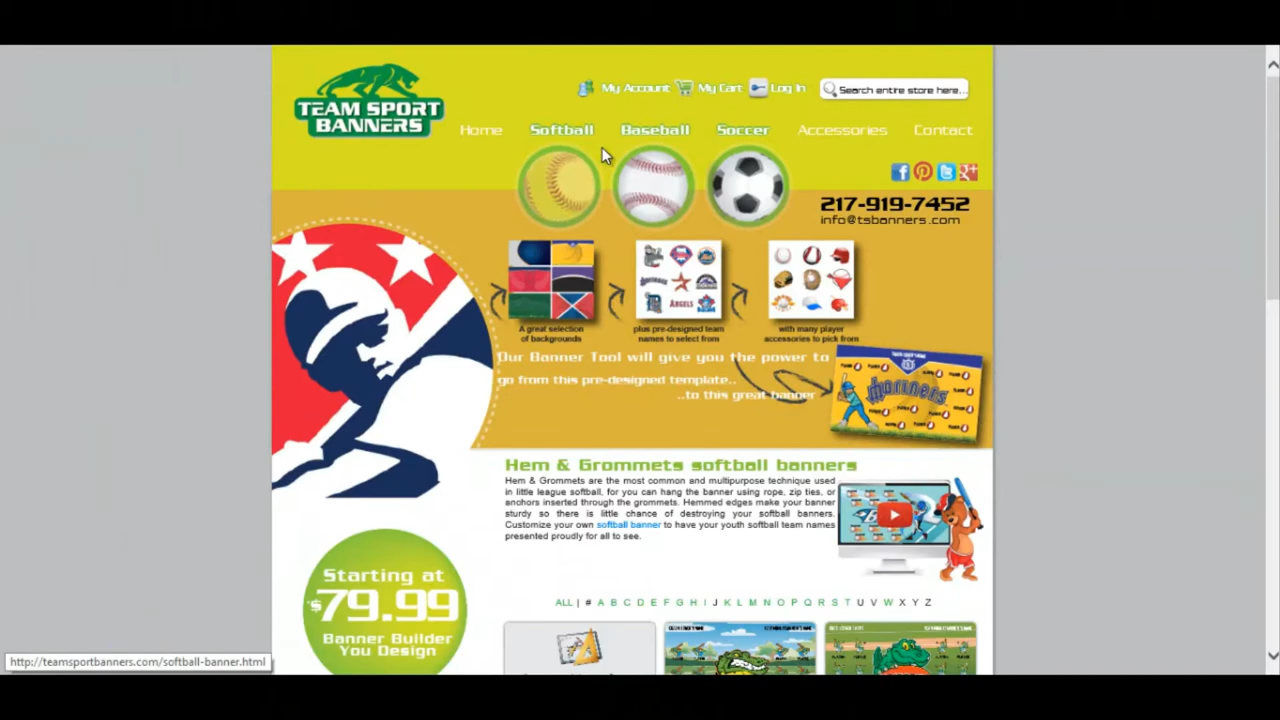 My Account
My Cart
Log In
Search entire store here...
TEAM SPORT
BANNERS
Home
Softball
Baseball
Soccer
Accessories
Contact
217-919-7452
info@tsbanners.com
A great selection
of backgrounds
plus pre-designed team
names to select from
with many player
accessories to pick from
Our Banner Tool will give you the power to
go from this pre-designed template..
..to this great banner
Mariners
ANGELS
Hem & Grommets softball banners
Hem & Grommets are the most common and multipurpose technique used
in little league softball, for you can hang the banner using rope, zip ties, or
anchors inserted through the grommets. Hemmed edges make your banner
sturdy so there is little chance of destroying your softball banners.
Customize your own softball banner to have your youth softball team names
presented proudly for all to see.
Starting at
$79.99
Banner Builder
You Design
ALL | # A B C D E F G H I J K L M N O P Q R S T U V W X Y Z
http://teamsportbanners.com/softball-banner.html